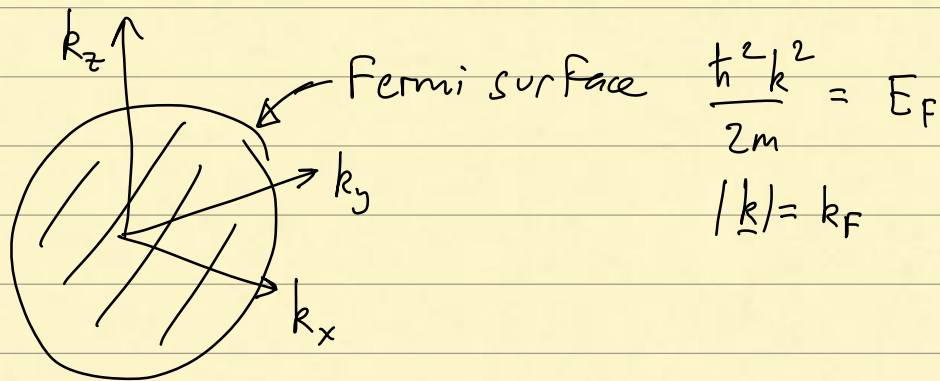 k_z
Fermi surface
ħ²k²/2m = E_F
k_y
|k̲| = k_F
k_x